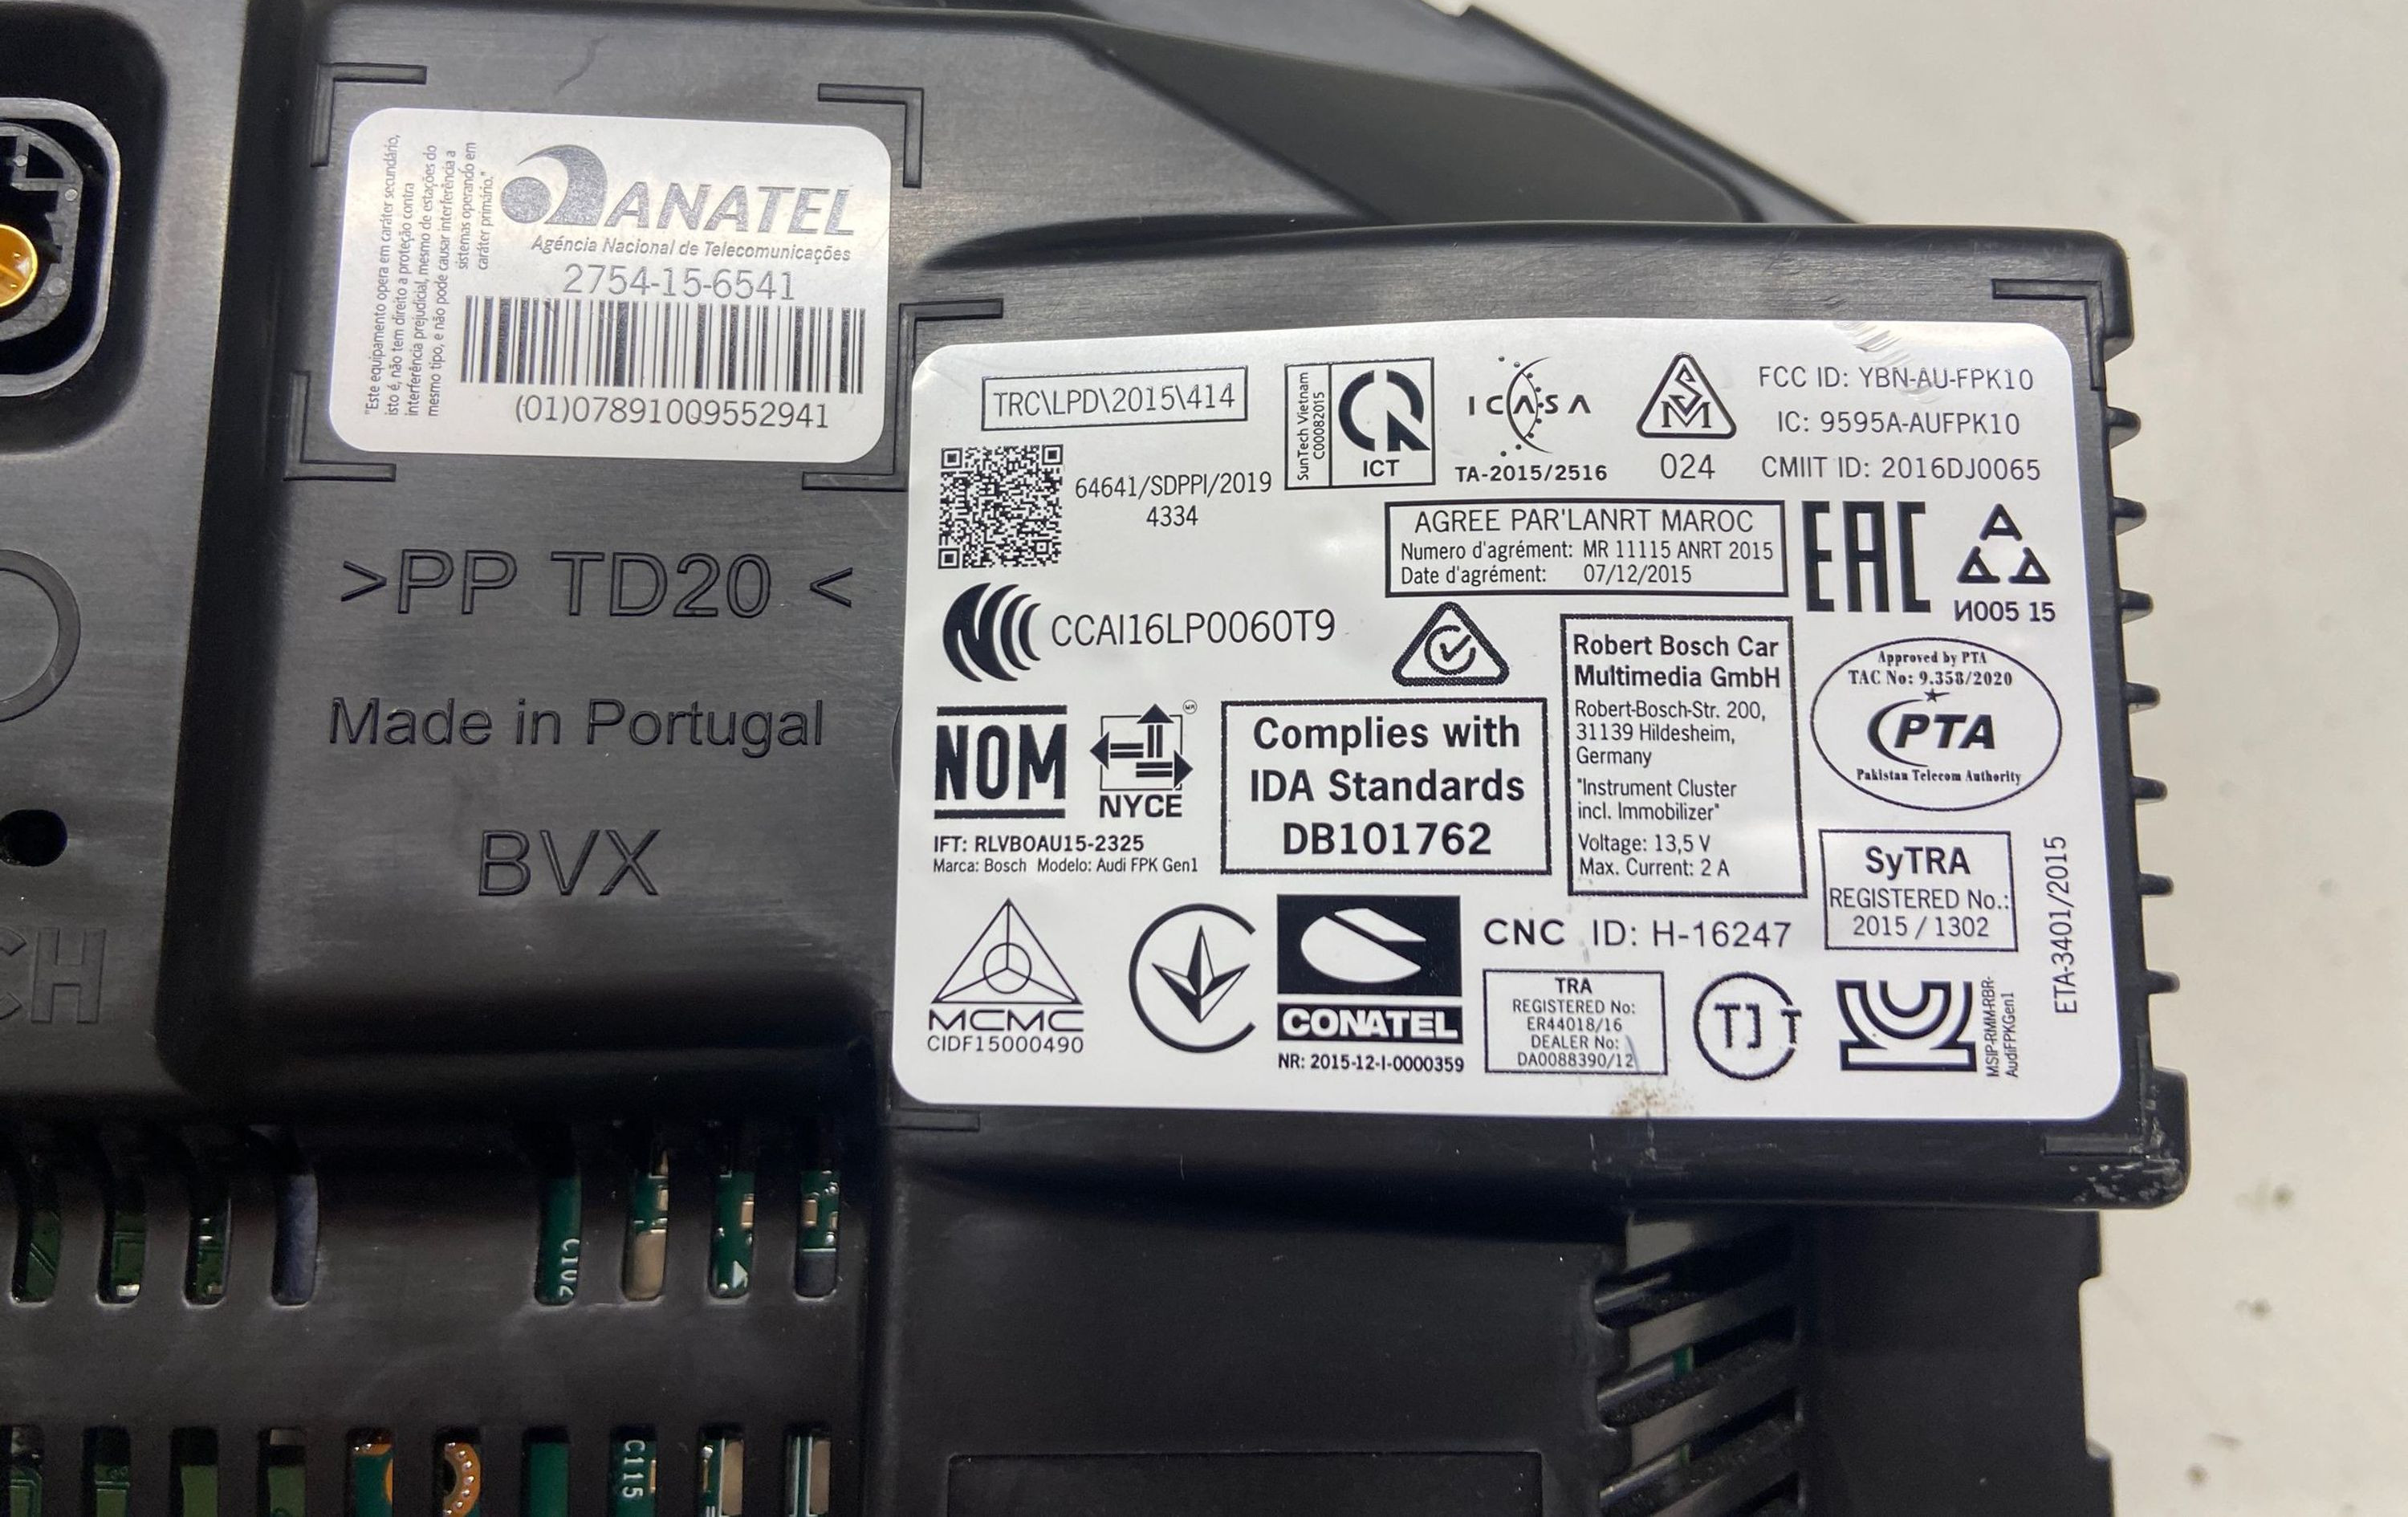 "Este equipamento opera em caráter secundário,
isto é, não tem direito a proteção contra
interferência prejudicial, mesmo de estações do
mesmo tipo, e não pode causar interferência a
sistemas operando em
caráter primário."
ANATEL
Agência Nacional de Telecomunicações
2754-15-6541
(01)07891009552941
>PP TD20 <
Made in Portugal
BVX
CH
TRC\LPD\2015\414
64641/SDPPI/2019
4334
SunTech Vietnam
C00082015
ICT
ICASA
TA-2015/2516
024
FCC ID: YBN-AU-FPK10
IC: 9595A-AUFPK10
CMIIT ID: 2016DJ0065
AGREE PAR'LANRT MAROC
Numero d'agrément: MR 11115 ANRT 2015
Date d'agrément: 07/12/2015
EAC
И005 15
CCAI16LP0060T9
NOM
NYCE
MR
IFT: RLVBOAU15-2325
Marca: Bosch Modelo: Audi FPK Gen1
Complies with
IDA Standards
DB101762
Robert Bosch Car
Multimedia GmbH
Robert-Bosch-Str. 200,
31139 Hildesheim,
Germany
"Instrument Cluster
incl. Immobilizer"
Voltage: 13,5 V
Max. Current: 2 A
Approved by PTA
TAC No: 9.358/2020
PTA
Pakistan Telecom Authority
SyTRA
REGISTERED No.:
2015 / 1302
ETA-3401/2015
MCMC
CIDF15000490
CONATEL
NR: 2015-12-I-0000359
CNC ID: H-16247
TRA
REGISTERED No:
ER44018/16
DEALER No:
DA0088390/12
TJT
MSIP-RMM-RBR-
AudiFPKGen1
C102
C115